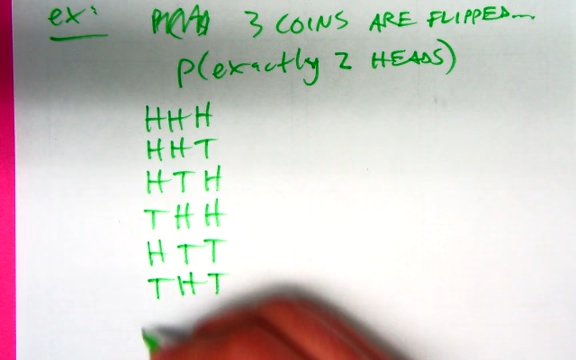 ex: 3 COINS ARE FLIPPED...
P(exactly 2 HEADS)
HHH
HHT
HTH
THH
HTT
THT